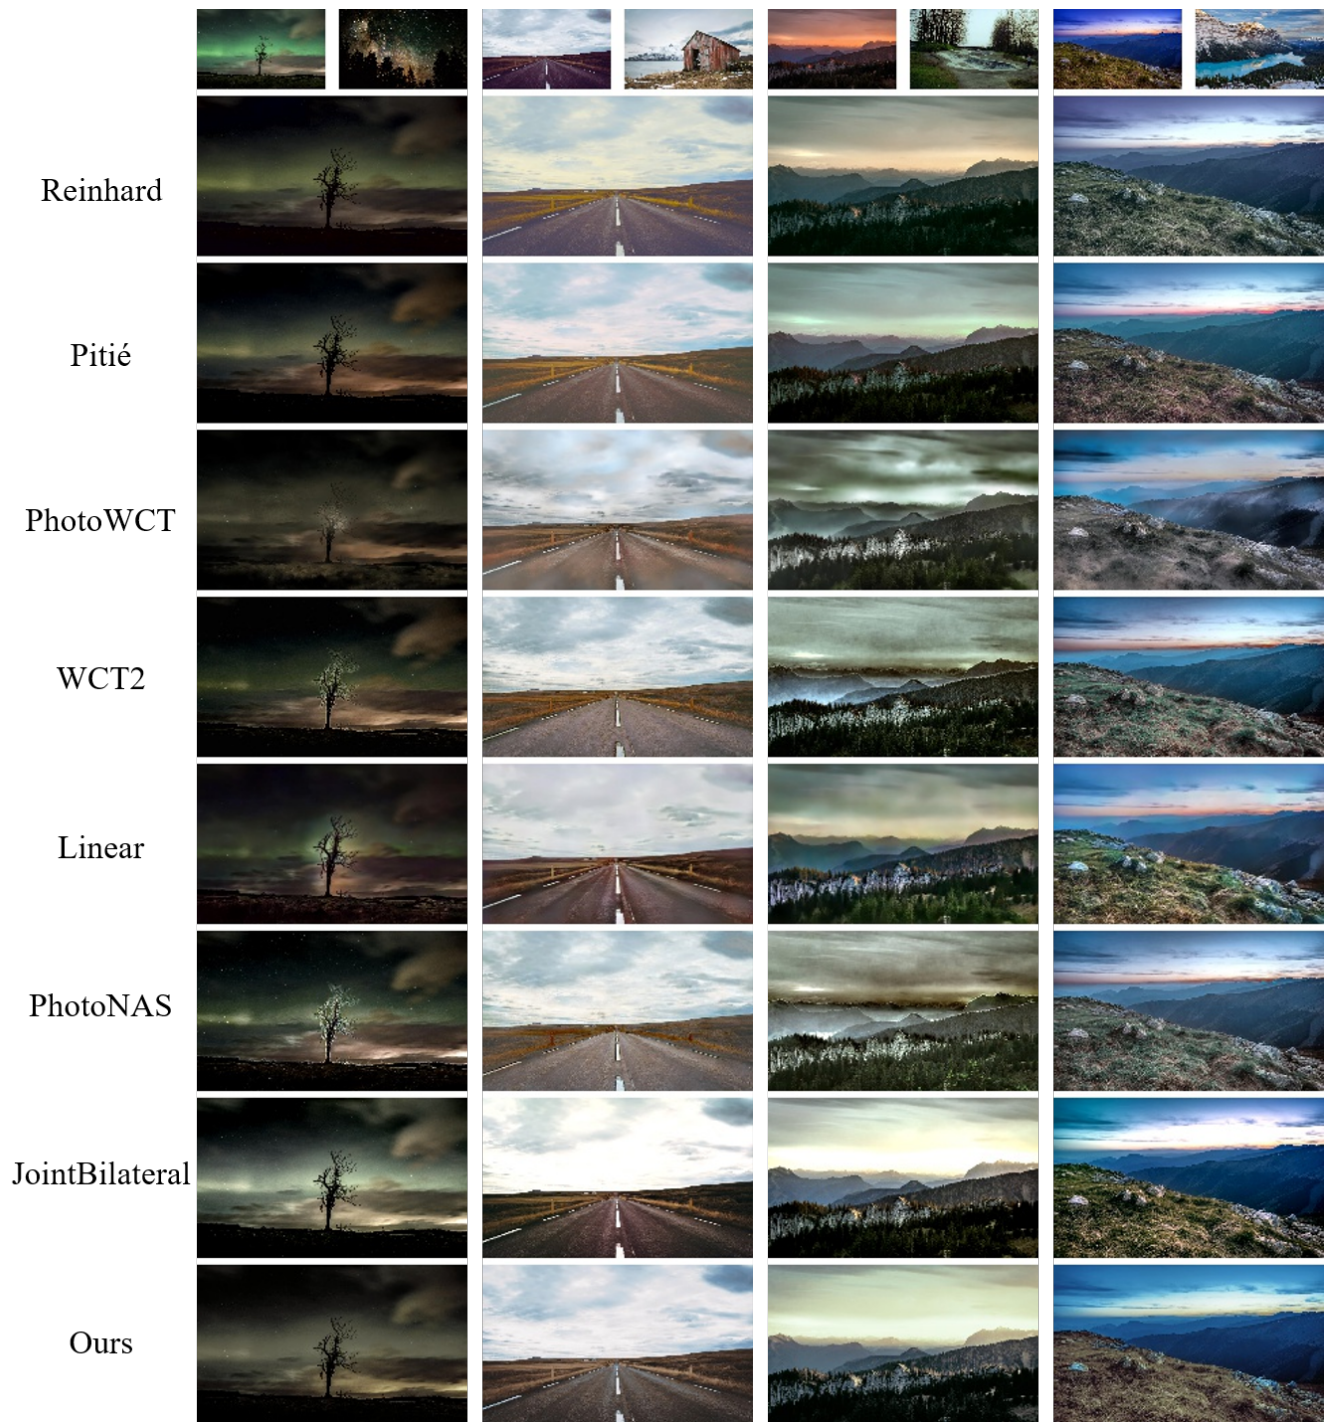 Reinhard
Pitié
PhotoWCT
WCT2
Linear
PhotoNAS
JointBilateral
Ours